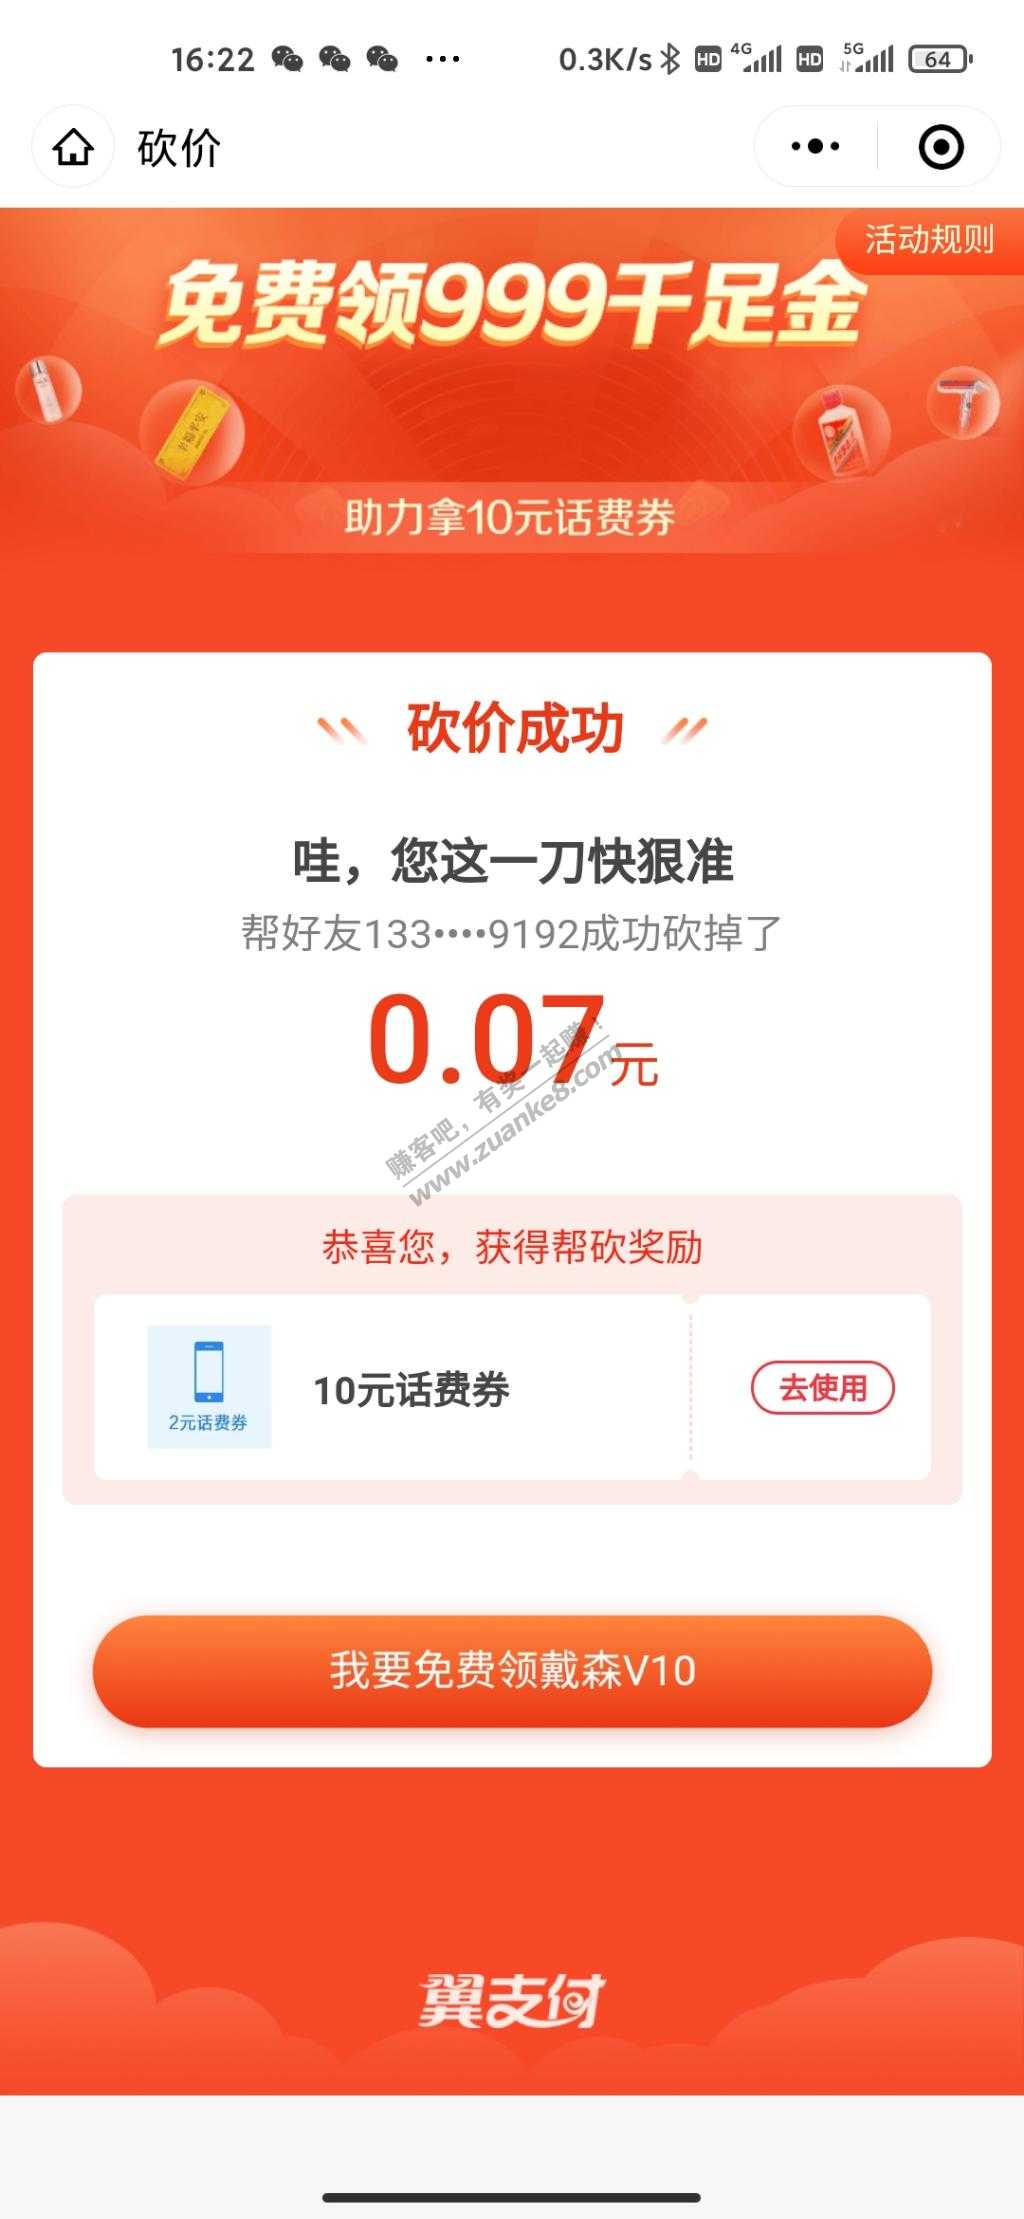 16:22
0.3K/s
HD
4G
HD
5G
64
砍价
活动规则
免费领999千足金
助力拿10元话费券
砍价成功
哇，您这一刀快狠准
帮好友133••••9192成功砍掉了
0.07元
赚客吧，有奖一起赚！
www.zuanke8.com
恭喜您，获得帮砍奖励
2元话费券
10元话费券
去使用
我要免费领戴森V10
翼支付